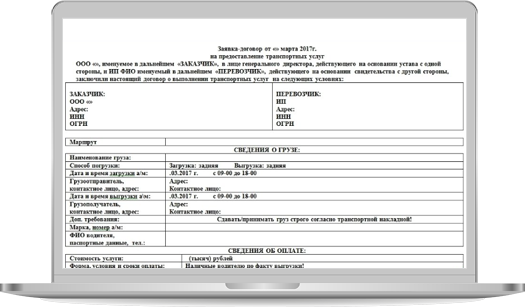 Заявка-договор от «» марта 2017г.
на предоставление транспортных услуг
ООО «», именуемое в дальнейшем «ЗАКАЗЧИК», в лице генерального директора, действующего на основании устава с одной
стороны, и ИП ФИО именуемый в дальнейшем «ПЕРЕВОЗЧИК», действующего на основании свидетельства с другой стороны,
заключили настоящий договор о выполнении транспортных услуг на следующих условиях:
ЗАКАЗЧИК: ПЕРЕВОЗЧИК:
ООО «» ИП
Адрес: Адрес:
ИНН ИНН
ОГРН ОГРН
Маршрут
СВЕДЕНИЯ О ГРУЗЕ:
Наименование груза:
Способ погрузки: Загрузка: задняя Выгрузка: задняя
Дата и время загрузки а/м: .03.2017 г. с 09-00 до 18-00
Грузоотправитель, Адрес:
контактное лицо, адрес: Контактное лицо:
Дата и время выгрузки а/м: .03.2017 г. с 09-00 до 18-00
Грузополучатель, Адрес:
контактное лицо, адрес: Контактное лицо:
Доп. требования: Сдавать/принимать груз строго согласно транспортной накладной!
Марка, номер а/м:
ФИО водителя,
паспортные данные, тел.:
СВЕДЕНИЯ ОБ ОПЛАТЕ:
Стоимость услуги: (тысяч) рублей
Форма, условия и сроки оплаты: Наличные водителю по факту выгрузки!